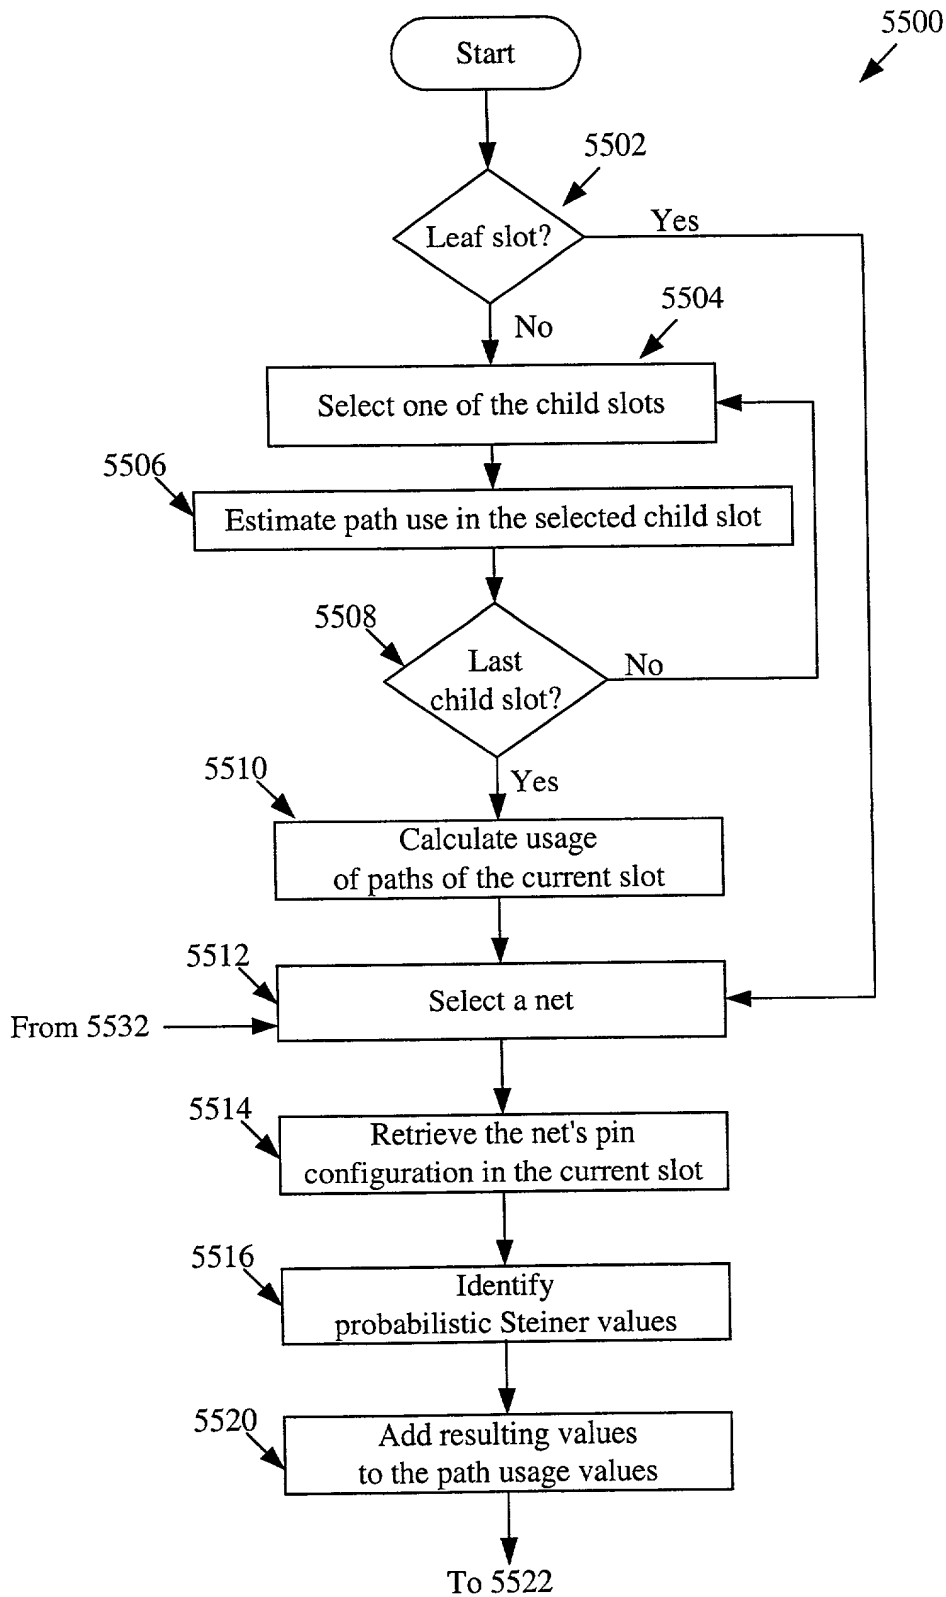 5500
Start
5502
Leaf slot?
Yes
No
5504
Select one of the child slots
5506
Estimate path use in the selected child slot
5508
Last
child slot?
No
Yes
5510
Calculate usage
of paths of the current slot
5512
Select a net
From 5532
5514
Retrieve the net's pin
configuration in the current slot
5516
Identify
probabilistic Steiner values
5520
Add resulting values
to the path usage values
To 5522